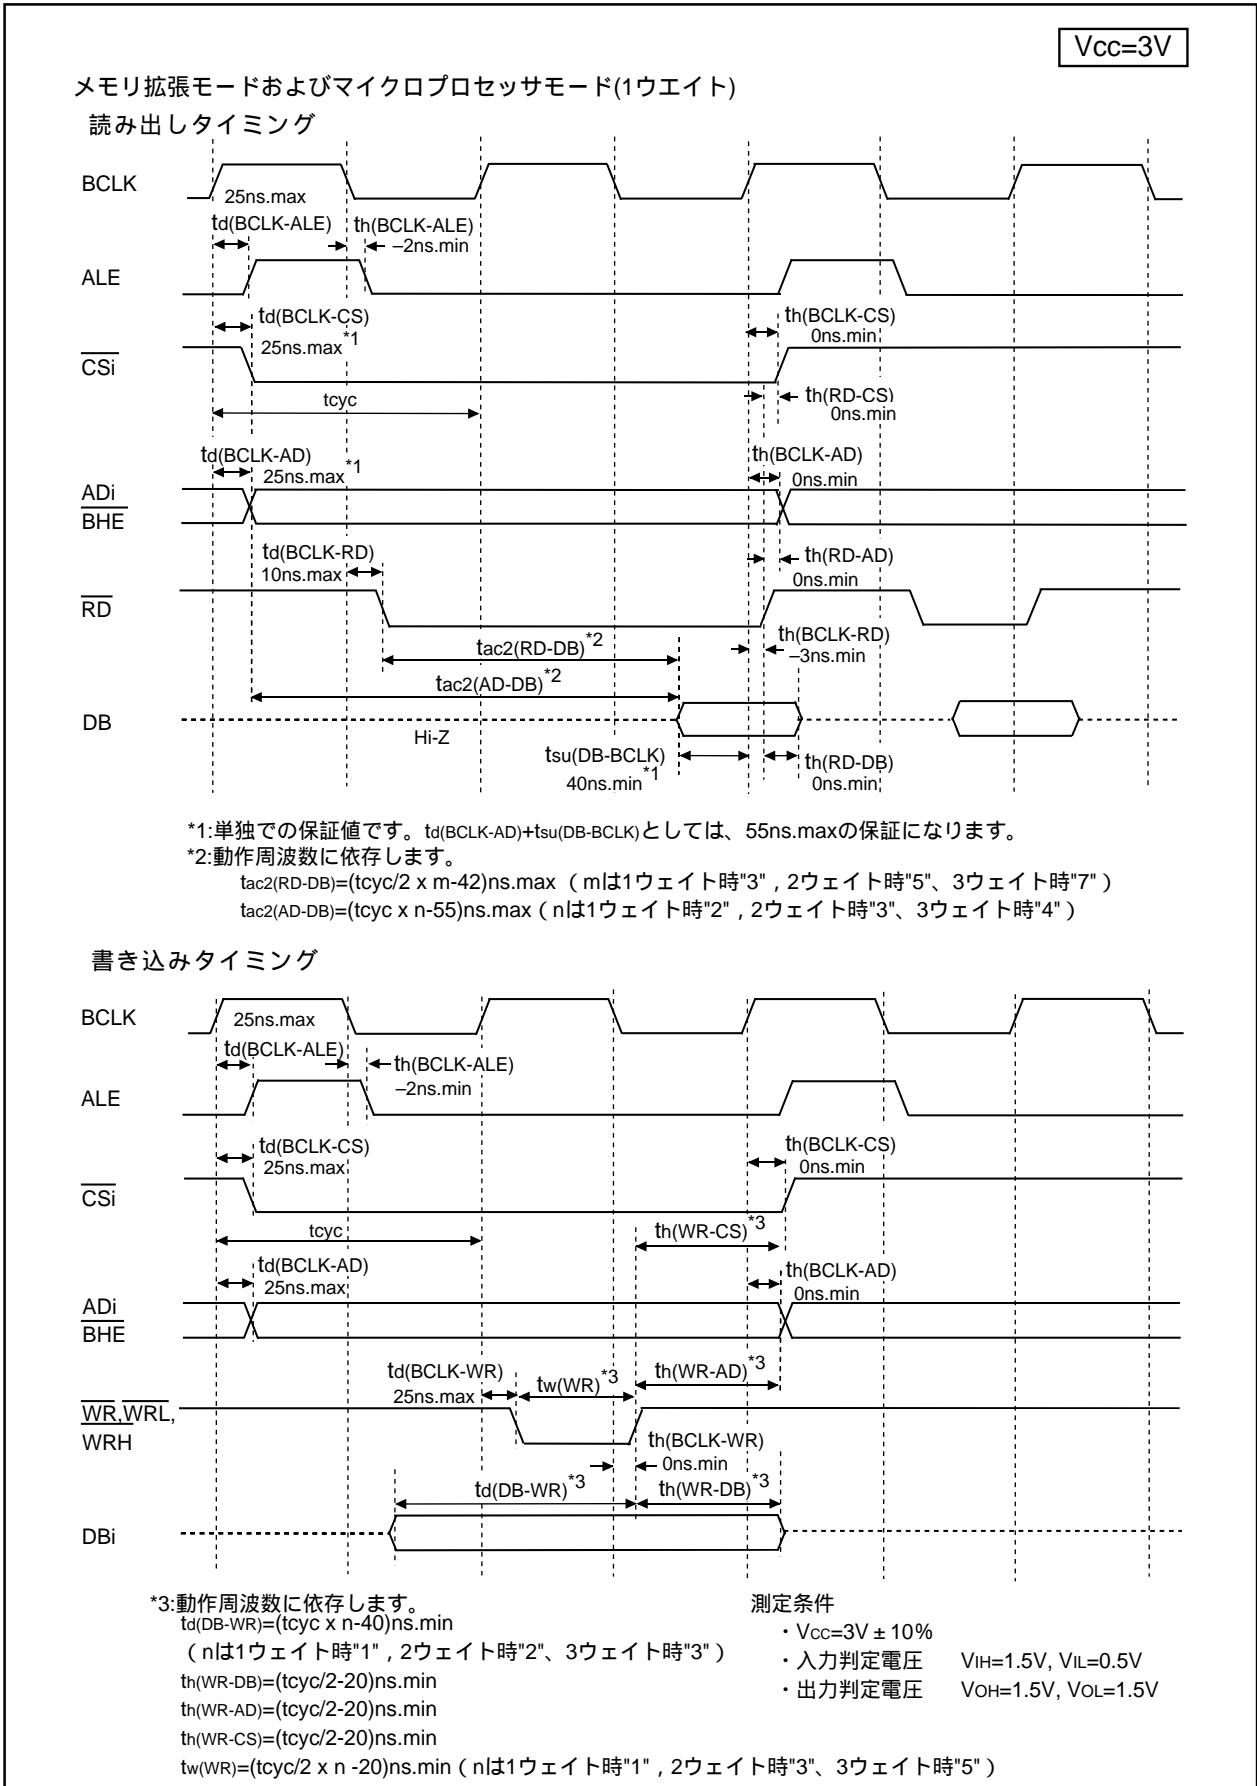 Vcc=3V
メモリ拡張モードおよびマイクロプロセッサモード(1ウエイト)
読み出しタイミング
BCLK
25ns.max
td(BCLK-ALE)
th(BCLK-ALE)
–2ns.min
ALE
td(BCLK-CS)
25ns.max*1
th(BCLK-CS)
0ns.min
CSi
tcyc
th(RD-CS)
0ns.min
td(BCLK-AD)
25ns.max*1
th(BCLK-AD)
0ns.min
ADi
BHE
td(BCLK-RD)
10ns.max
th(RD-AD)
0ns.min
RD
th(BCLK-RD)
–3ns.min
tac2(RD-DB)*2
tac2(AD-DB)*2
DB
Hi-Z
tsu(DB-BCLK)
40ns.min*1
th(RD-DB)
0ns.min
*1:単独での保証値です。td(BCLK-AD)+tsu(DB-BCLK)としては、55ns.maxの保証になります。
*2:動作周波数に依存します。
tac2(RD-DB)=(tcyc/2 x m-42)ns.max(mは1ウェイト時"3",2ウェイト時"5"、3ウェイト時"7")
tac2(AD-DB)=(tcyc x n-55)ns.max(nは1ウェイト時"2",2ウェイト時"3"、3ウェイト時"4")
書き込みタイミング
BCLK
25ns.max
td(BCLK-ALE)
th(BCLK-ALE)
–2ns.min
ALE
td(BCLK-CS)
25ns.max
th(BCLK-CS)
0ns.min
CSi
tcyc
th(WR-CS)*3
td(BCLK-AD)
25ns.max
th(BCLK-AD)
0ns.min
ADi
BHE
td(BCLK-WR)
25ns.max
tw(WR)*3
th(WR-AD)*3
WR,WRL,
WRH
th(BCLK-WR)
0ns.min
td(DB-WR)*3
th(WR-DB)*3
DBi
*3:動作周波数に依存します。
td(DB-WR)=(tcyc x n-40)ns.min
(nは1ウェイト時"1",2ウェイト時"2"、3ウェイト時"3")
th(WR-DB)=(tcyc/2-20)ns.min
th(WR-AD)=(tcyc/2-20)ns.min
th(WR-CS)=(tcyc/2-20)ns.min
tw(WR)=(tcyc/2 x n -20)ns.min(nは1ウェイト時"1",2ウェイト時"3"、3ウェイト時"5")
測定条件
・Vcc=3V±10%
・入力判定電圧 VIH=1.5V, VIL=0.5V
・出力判定電圧 VOH=1.5V, VOL=1.5V